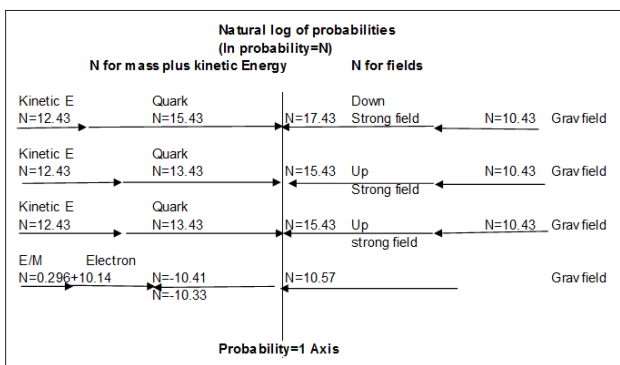 Natural log of probabilities
(ln probability=N)
N for mass plus kinetic Energy N for fields
Kinetic E Quark Down
N=12.43 N=15.43 N=17.43 Strong field N=10.43 Grav field
Kinetic E Quark
N=12.43 N=13.43 N=15.43 Up N=10.43 Grav field
Strong field
Kinetic E Quark
N=12.43 N=13.43 N=15.43 Up N=10.43 Grav field
strong field
E/M Electron
N=0.296+10.14 N=-10.41 N=10.57 Grav field
N=-10.33
Probability=1 Axis